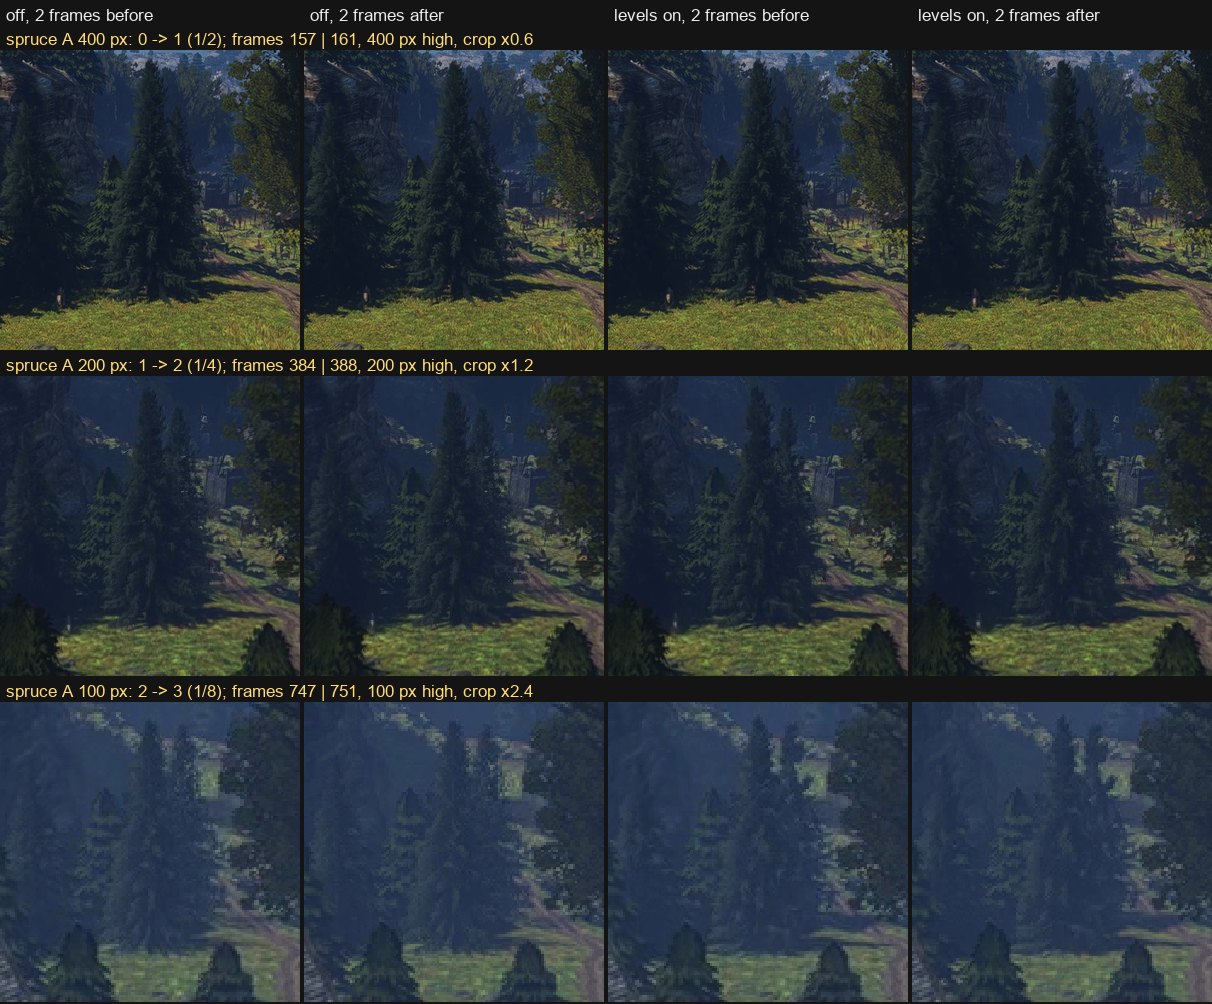 off, 2 frames before
off, 2 frames after
levels on, 2 frames before
levels on, 2 frames after
spruce A 400 px: 0 -> 1 (1/2); frames 157 | 161, 400 px high, crop x0.6
spruce A 200 px: 1 -> 2 (1/4); frames 384 | 388, 200 px high, crop x1.2
spruce A 100 px: 2 -> 3 (1/8); frames 747 | 751, 100 px high, crop x2.4